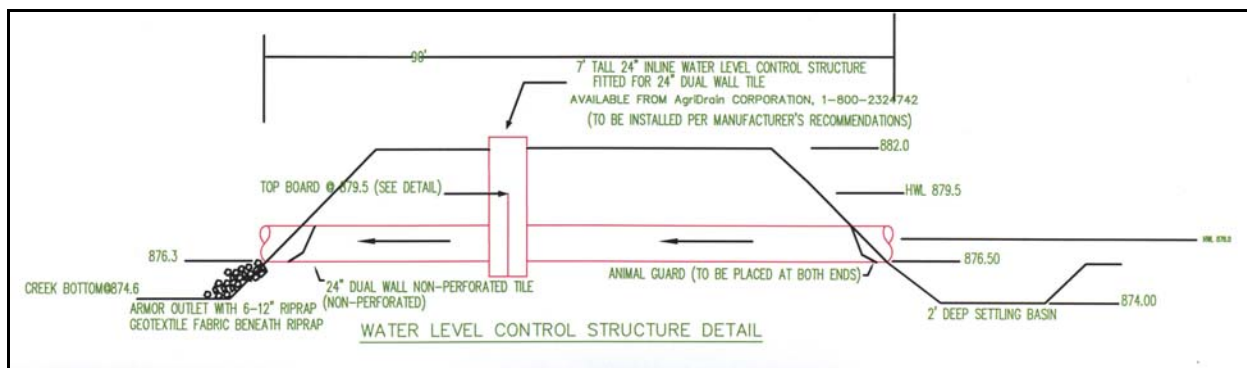 7' TALL 24" INLINE WATER LEVEL CONTROL STRUCTURE
FITTED FOR 24" DUAL WALL TILE
AVAILABLE FROM AgriDrain CORPORATION, 1-800-2324742
(TO BE INSTALLED PER MANUFACTURER'S RECOMMENDATIONS)
882.0
TOP BOARD @ 879.5 (SEE DETAIL)
HWL 879.5
876.3
ANIMAL GUARD (TO BE PLACED AT BOTH ENDS)
876.50
CREEK BOTTOM@874.6
24" DUAL WALL NON-PERFORATED TILE
(NON-PERFORATED)
874.00
ARMOR OUTLET WITH 6-12" RIPRAP
GEOTEXTILE FABRIC BENEATH RIPRAP
2' DEEP SETTLING BASIN
WATER LEVEL CONTROL STRUCTURE DETAIL